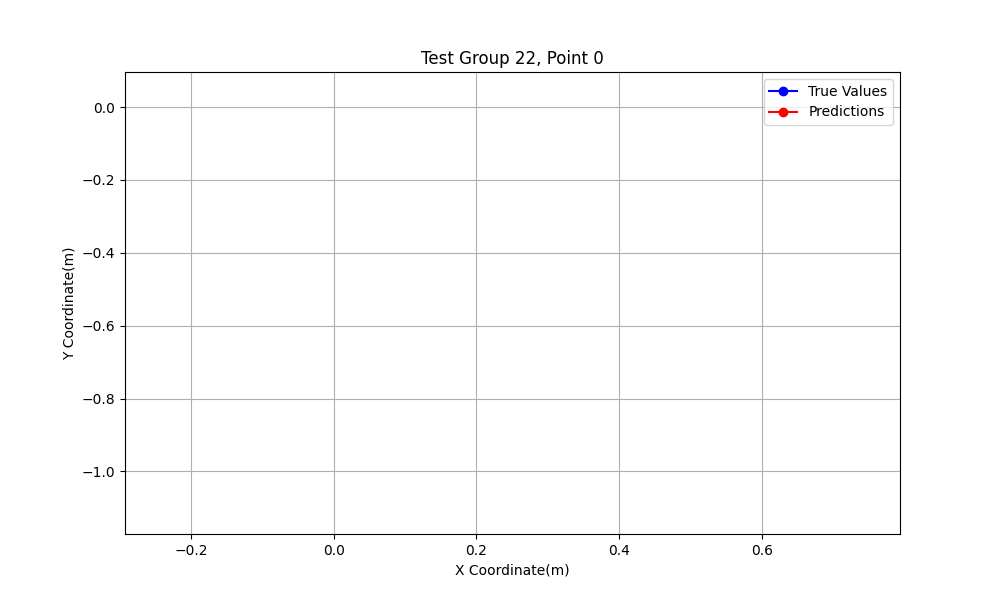 Test Group 22, Point 0
True Values
Predictions
0.0
−0.2
−0.4
−0.6
−0.8
−1.0
Y Coordinate(m)
−0.2
0.0
0.2
0.4
0.6
X Coordinate(m)